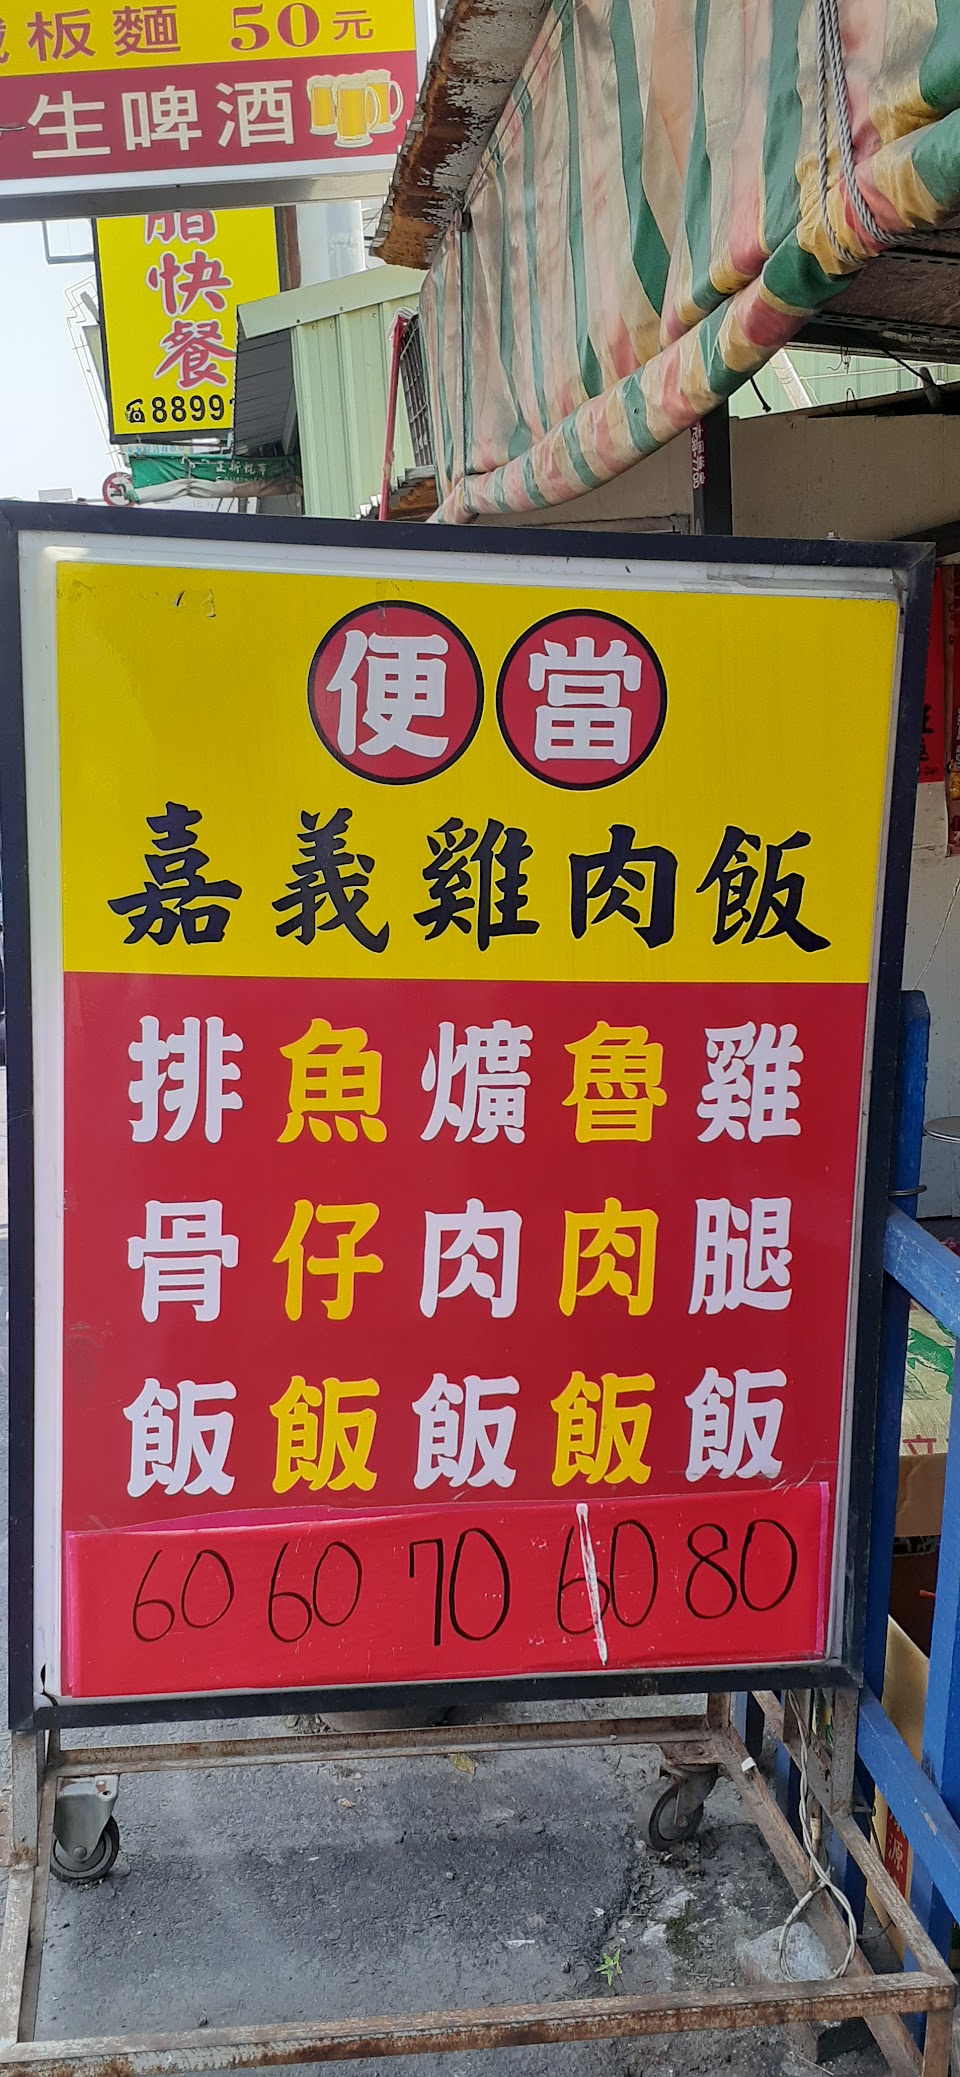 板麵 50元
生啤酒
快餐
8899
便當
嘉義雞肉飯
雞腿飯 80
魯肉飯 60
爌肉飯 70
魚仔飯 60
排骨飯 60